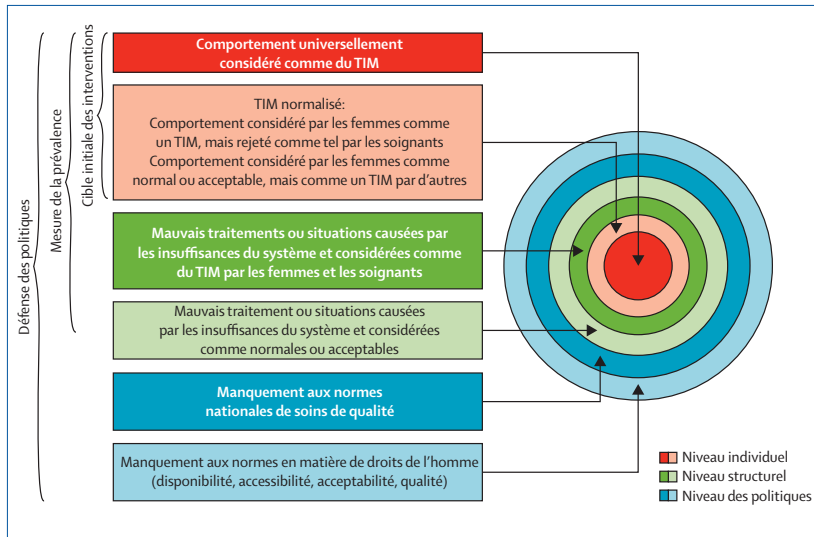 Défense des politiques
Mesure de la prévalence
Cible initiale des interventions
Comportement universellement
considéré comme du TIM
TIM normalisé:
Comportement considéré par les femmes comme
un TIM, mais rejeté comme tel par les soignants
Comportement considéré par les femmes comme
normal ou acceptable, mais comme un TIM par d'autres
Mauvais traitements ou situations causées par
les insuffisances du système et considérées comme
du TIM par les femmes et les soignants
Mauvais traitement ou situations causées
par les insuffisances du système et considérées
comme normales ou acceptables
Manquement aux normes
nationales de soins de qualité
Manquement aux normes en matière de droits de l'homme
(disponibilité, accessibilité, acceptabilité, qualité)
Niveau individuel
Niveau structurel
Niveau des politiques